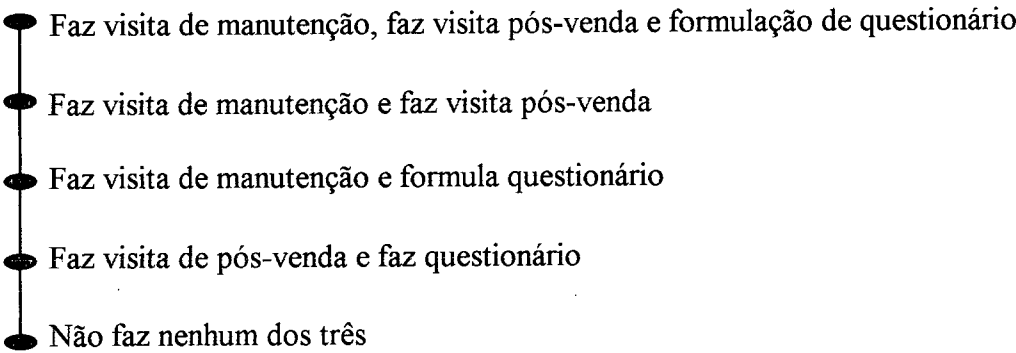 Faz visita de manutenção, faz visita pós-venda e formulação de questionário
Faz visita de manutenção e faz visita pós-venda
Faz visita de manutenção e formula questionário
Faz visita de pós-venda e faz questionário
Não faz nenhum dos três